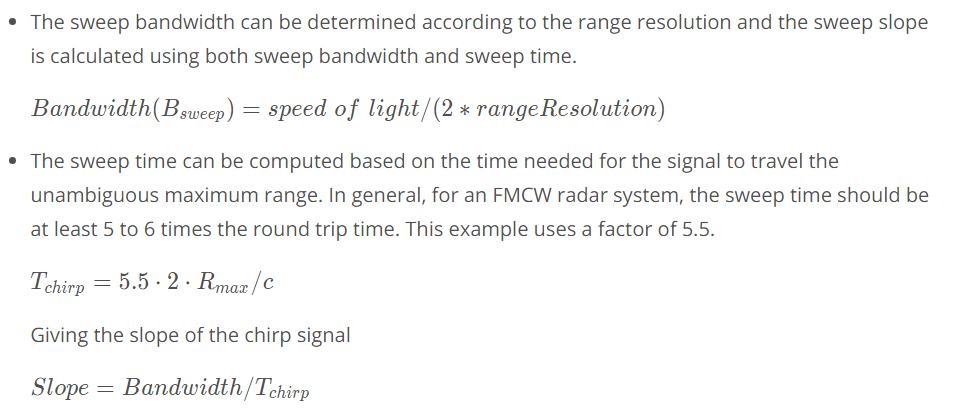 • The sweep bandwidth can be determined according to the range resolution and the sweep slope
is calculated using both sweep bandwidth and sweep time.
Bandwidth(B_{sweep}) = speed of light/(2 * rangeResolution)
• The sweep time can be computed based on the time needed for the signal to travel the
unambiguous maximum range. In general, for an FMCW radar system, the sweep time should be
at least 5 to 6 times the round trip time. This example uses a factor of 5.5.
T_{chirp} = 5.5 · 2 · R_{max}/c
Giving the slope of the chirp signal
Slope = Bandwidth/T_{chirp}